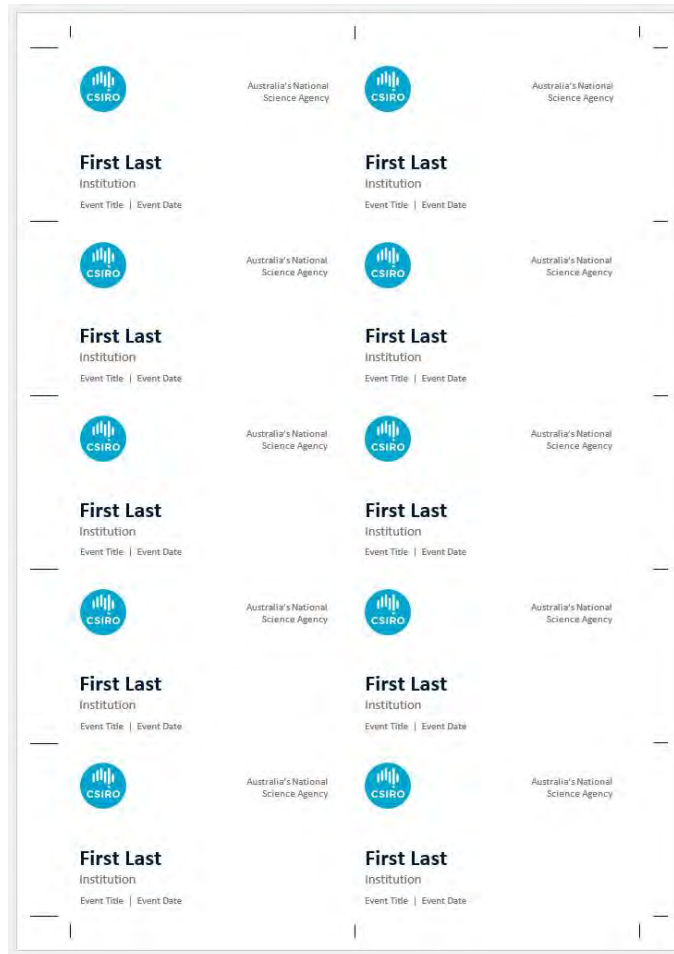 CSIRO
Australia's National
Science Agency
First Last
Institution
Event Title | Event Date
CSIRO
Australia's National
Science Agency
First Last
Institution
Event Title | Event Date
CSIRO
Australia's National
Science Agency
First Last
Institution
Event Title | Event Date
CSIRO
Australia's National
Science Agency
First Last
Institution
Event Title | Event Date
CSIRO
Australia's National
Science Agency
First Last
Institution
Event Title | Event Date
CSIRO
Australia's National
Science Agency
First Last
Institution
Event Title | Event Date
CSIRO
Australia's National
Science Agency
First Last
Institution
Event Title | Event Date
CSIRO
Australia's National
Science Agency
First Last
Institution
Event Title | Event Date
CSIRO
Australia's National
Science Agency
First Last
Institution
Event Title | Event Date
CSIRO
Australia's National
Science Agency
First Last
Institution
Event Title | Event Date